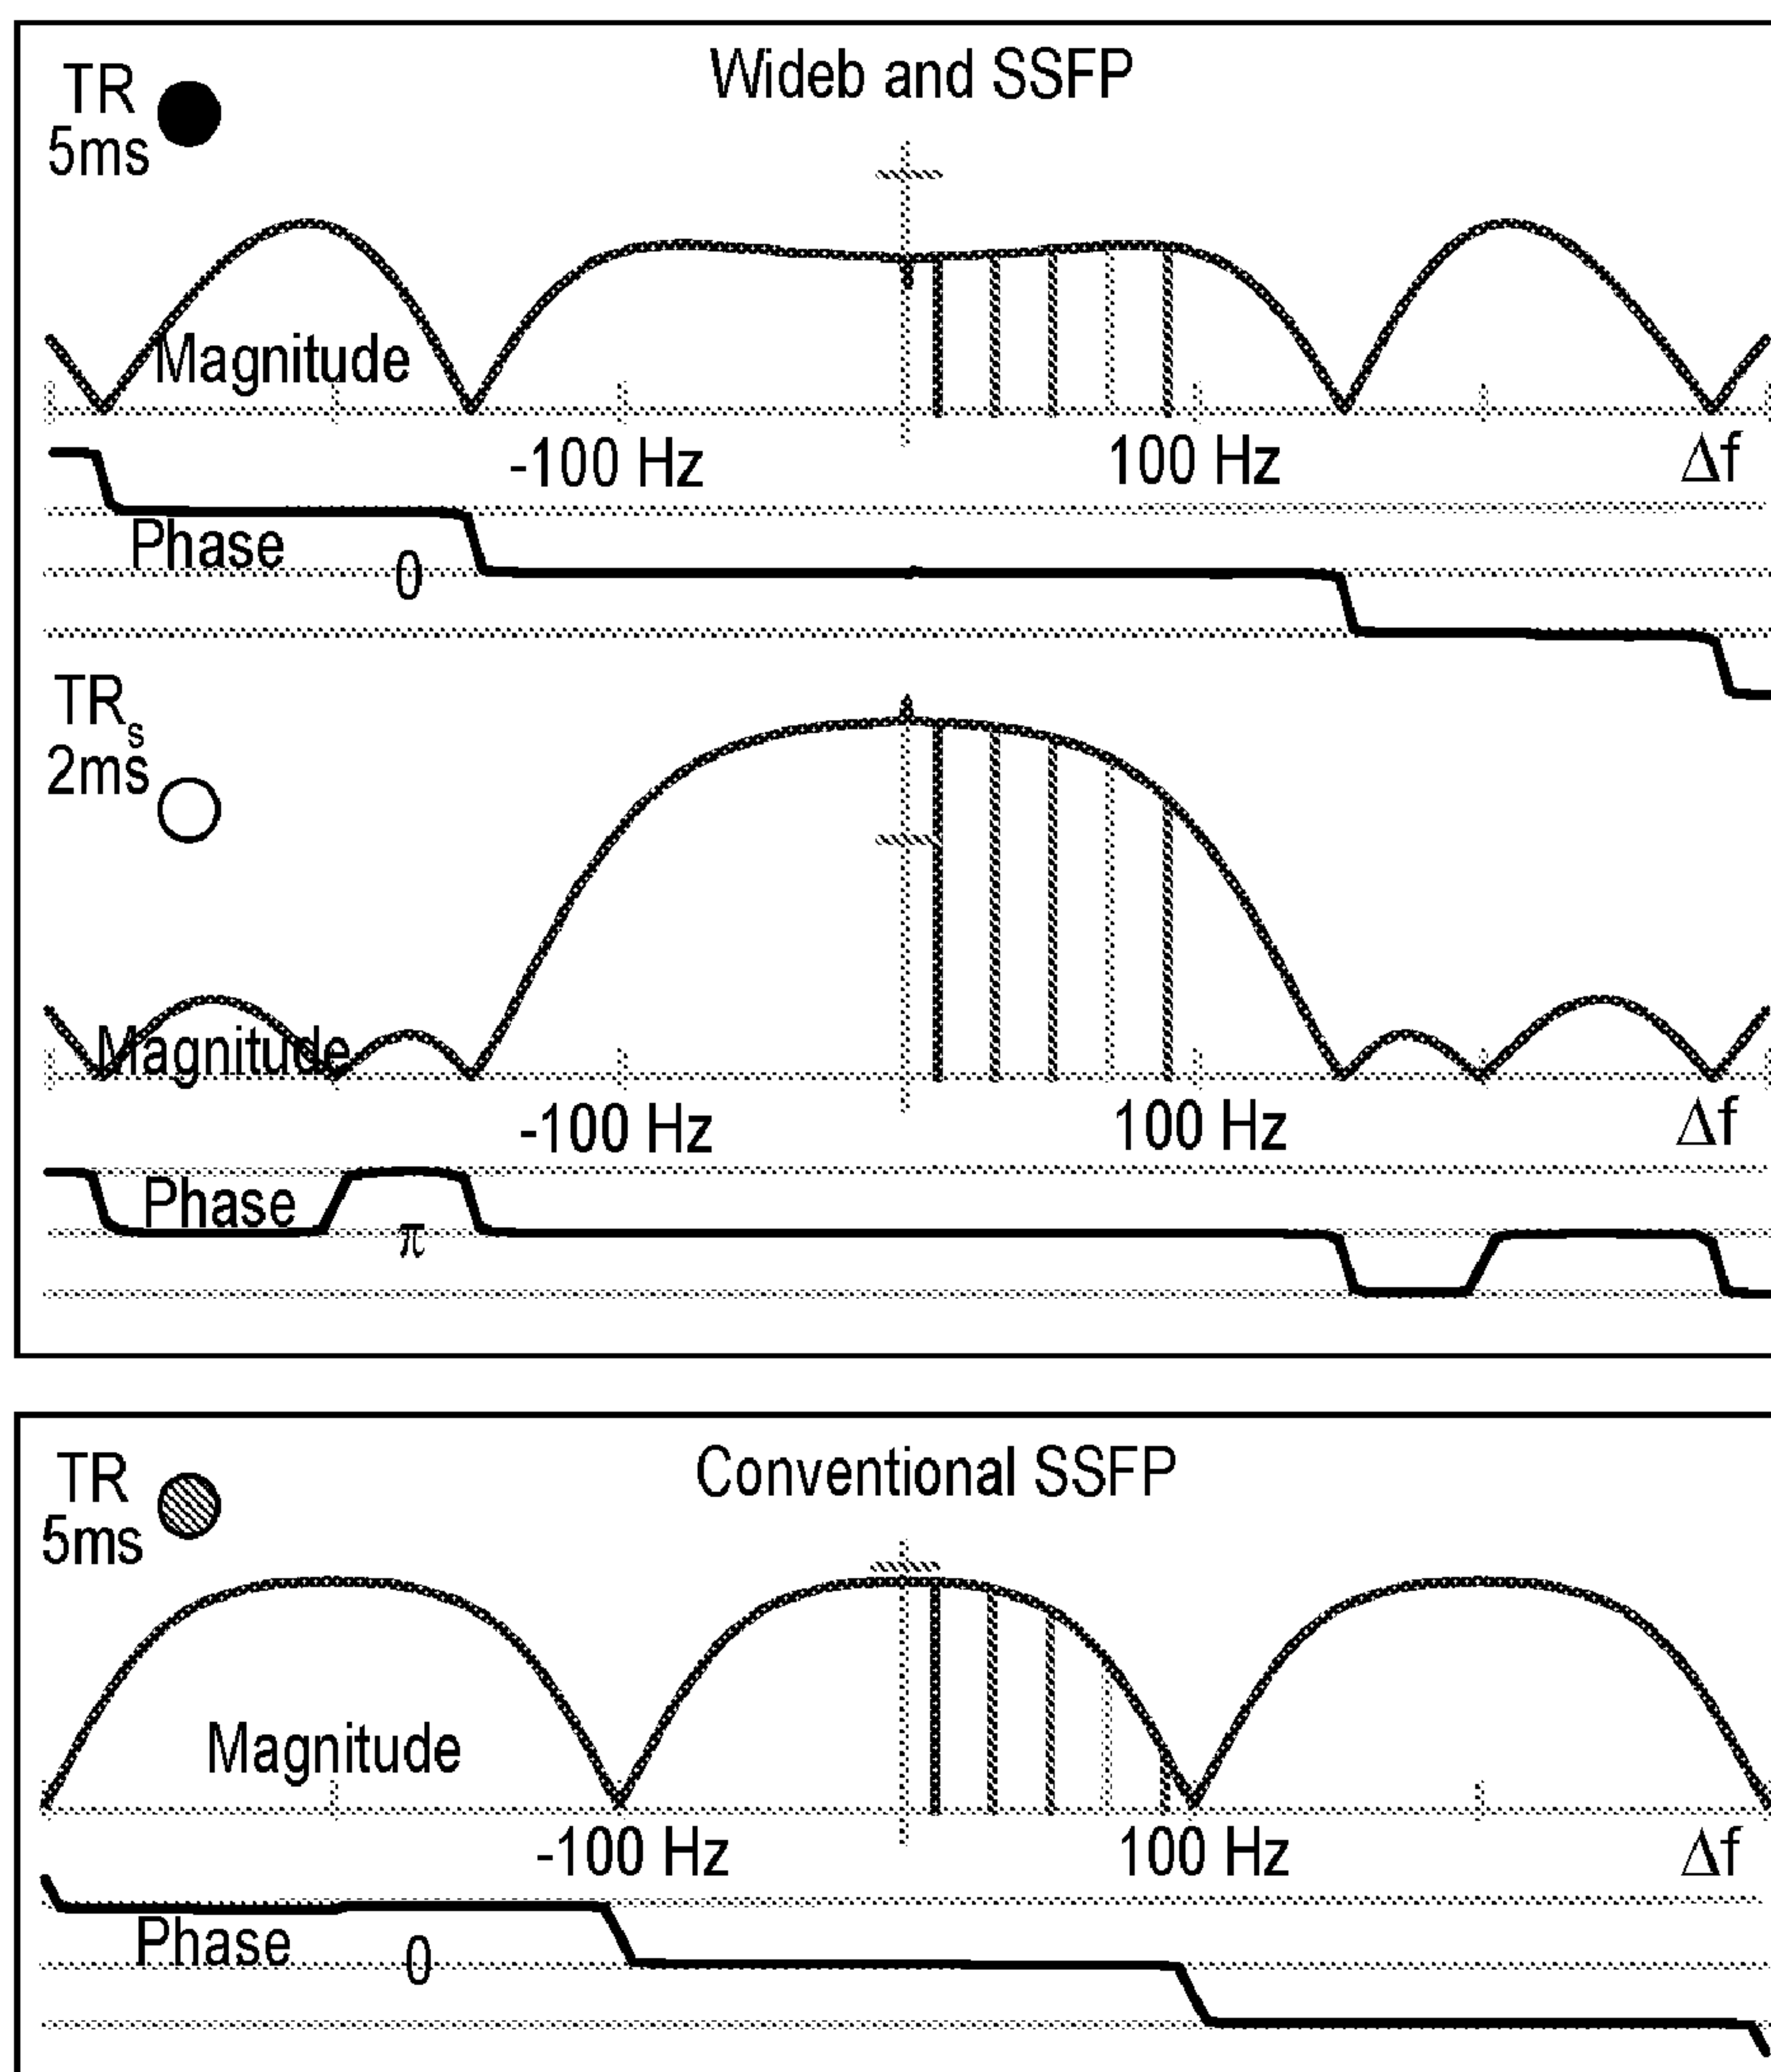 Wideb and SSFP
TR
5ms
Magnitude
-100 Hz
100 Hz
Δf
Phase
0
TRs
2ms
Magnitude
-100 Hz
100 Hz
Δf
Phase
π
Conventional SSFP
TR
5ms
Magnitude
-100 Hz
100 Hz
Δf
Phase
0